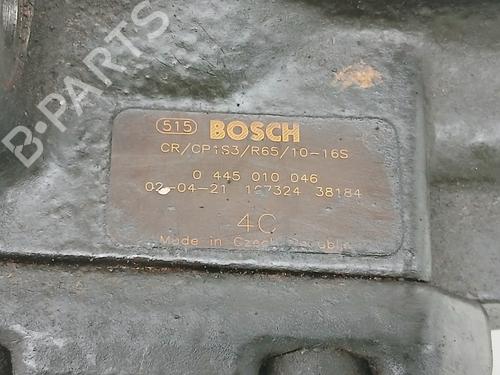 B-PARTS
515 BOSCH
CR/CP1S3/R65/10-16S
0 445 010 046
02-04-21 167324 38184
4C
Made in Czech Republic